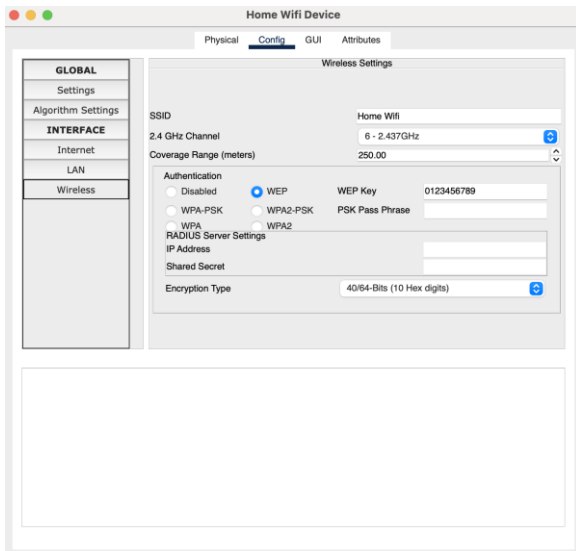 Home Wifi Device
Physical Config GUI Attributes
GLOBAL
Settings
Algorithm Settings
INTERFACE
Internet
LAN
Wireless
Wireless Settings
SSID Home Wifi
2.4 GHz Channel 6 - 2.437GHz
Coverage Range (meters) 250.00
Authentication
Disabled WEP WEP Key 0123456789
WPA-PSK WPA2-PSK PSK Pass Phrase
WPA WPA2
RADIUS Server Settings
IP Address
Shared Secret
Encryption Type 40/64-Bits (10 Hex digits)